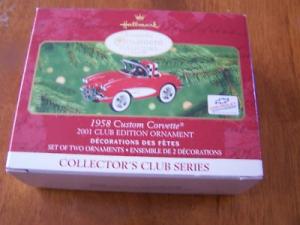 Hallmark
1958 Custom Corvette®
2001 CLUB EDITION ORNAMENT
DÉCORATIONS DES FÊTES
SET OF TWO ORNAMENTS • ENSEMBLE DE 2 DÉCORATIONS
COLLECTOR'S CLUB SERIES